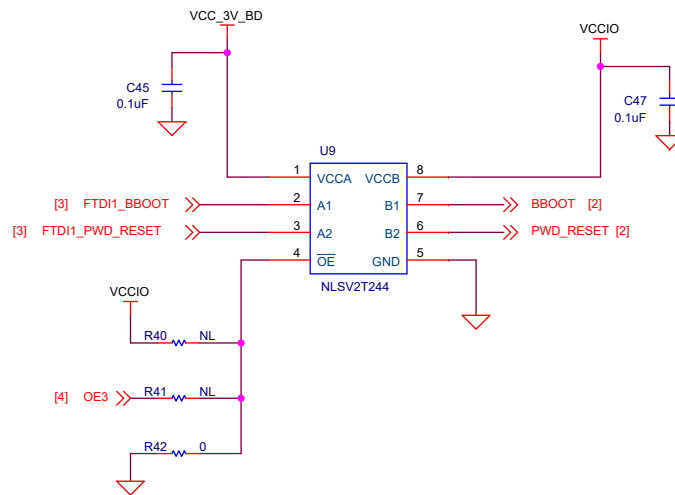 VCC_3V_BD
VCCIO
C45
0.1uF
C47
0.1uF
U9
1 VCCA VCCB 8
[3] FTDI1_BBOOT 2 A1 B1 7 BBOOT [2]
[3] FTDI1_PWD_RESET 3 A2 B2 6 PWD_RESET [2]
4 OE GND 5
NLSV2T244
VCCIO
R40 NL
[4] OE3 R41 NL
R42 0